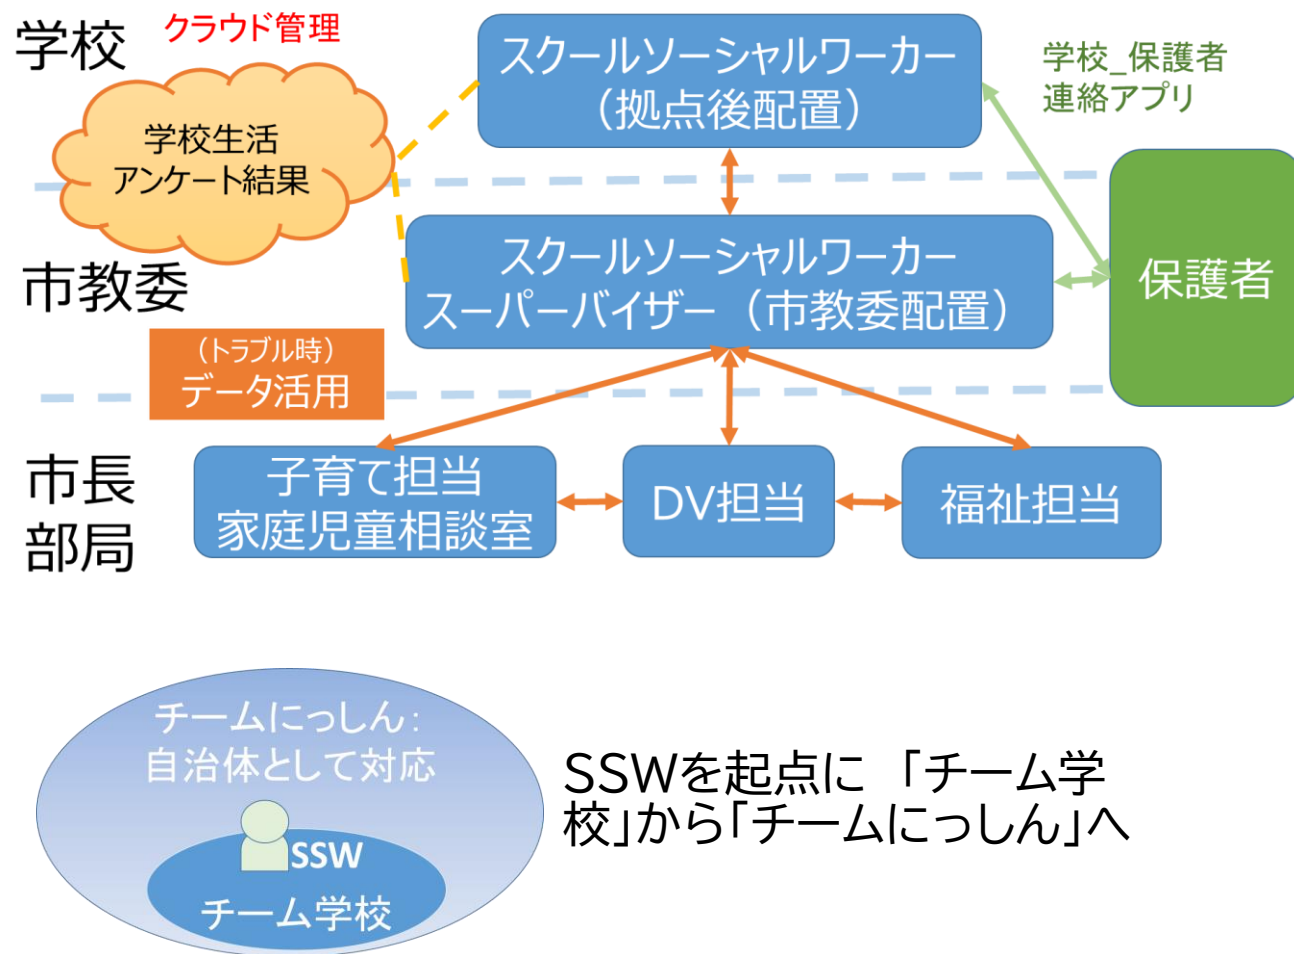 学校
クラウド管理
学校生活
アンケート結果
スクールソーシャルワーカー
（拠点後配置）
学校_保護者
連絡アプリ
市教委
スクールソーシャルワーカー
スーパーバイザー（市教委配置）
保護者
（トラブル時）
データ活用
市長
部局
子育て担当
家庭児童相談室
DV担当
福祉担当
チームにっしん：
自治体として対応
SSW
チーム学校
SSWを起点に 「チーム学
校」から「チームにっしん」へ